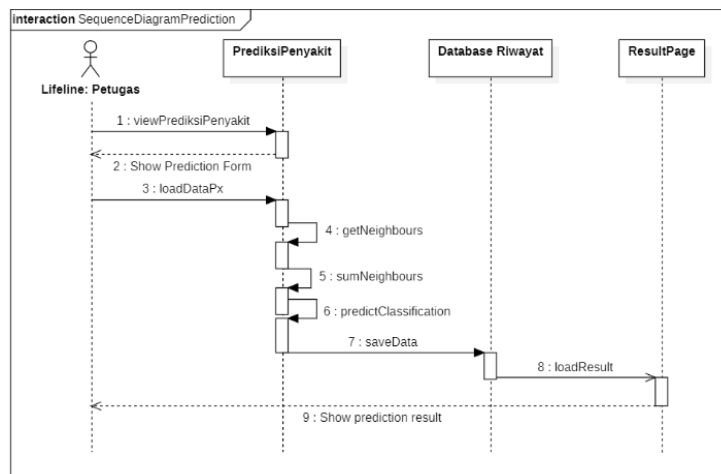 interaction SequenceDiagramPrediction
PrediksiPenyakit
Database Riwayat
ResultPage
Lifeline: Petugas
1 : viewPrediksiPenyakit
2 : Show Prediction Form
3 : loadDataPx
4 : getNeighbours
5 : sumNeighbours
6 : predictClassification
7 : saveData
8 : loadResult
9 : Show prediction result